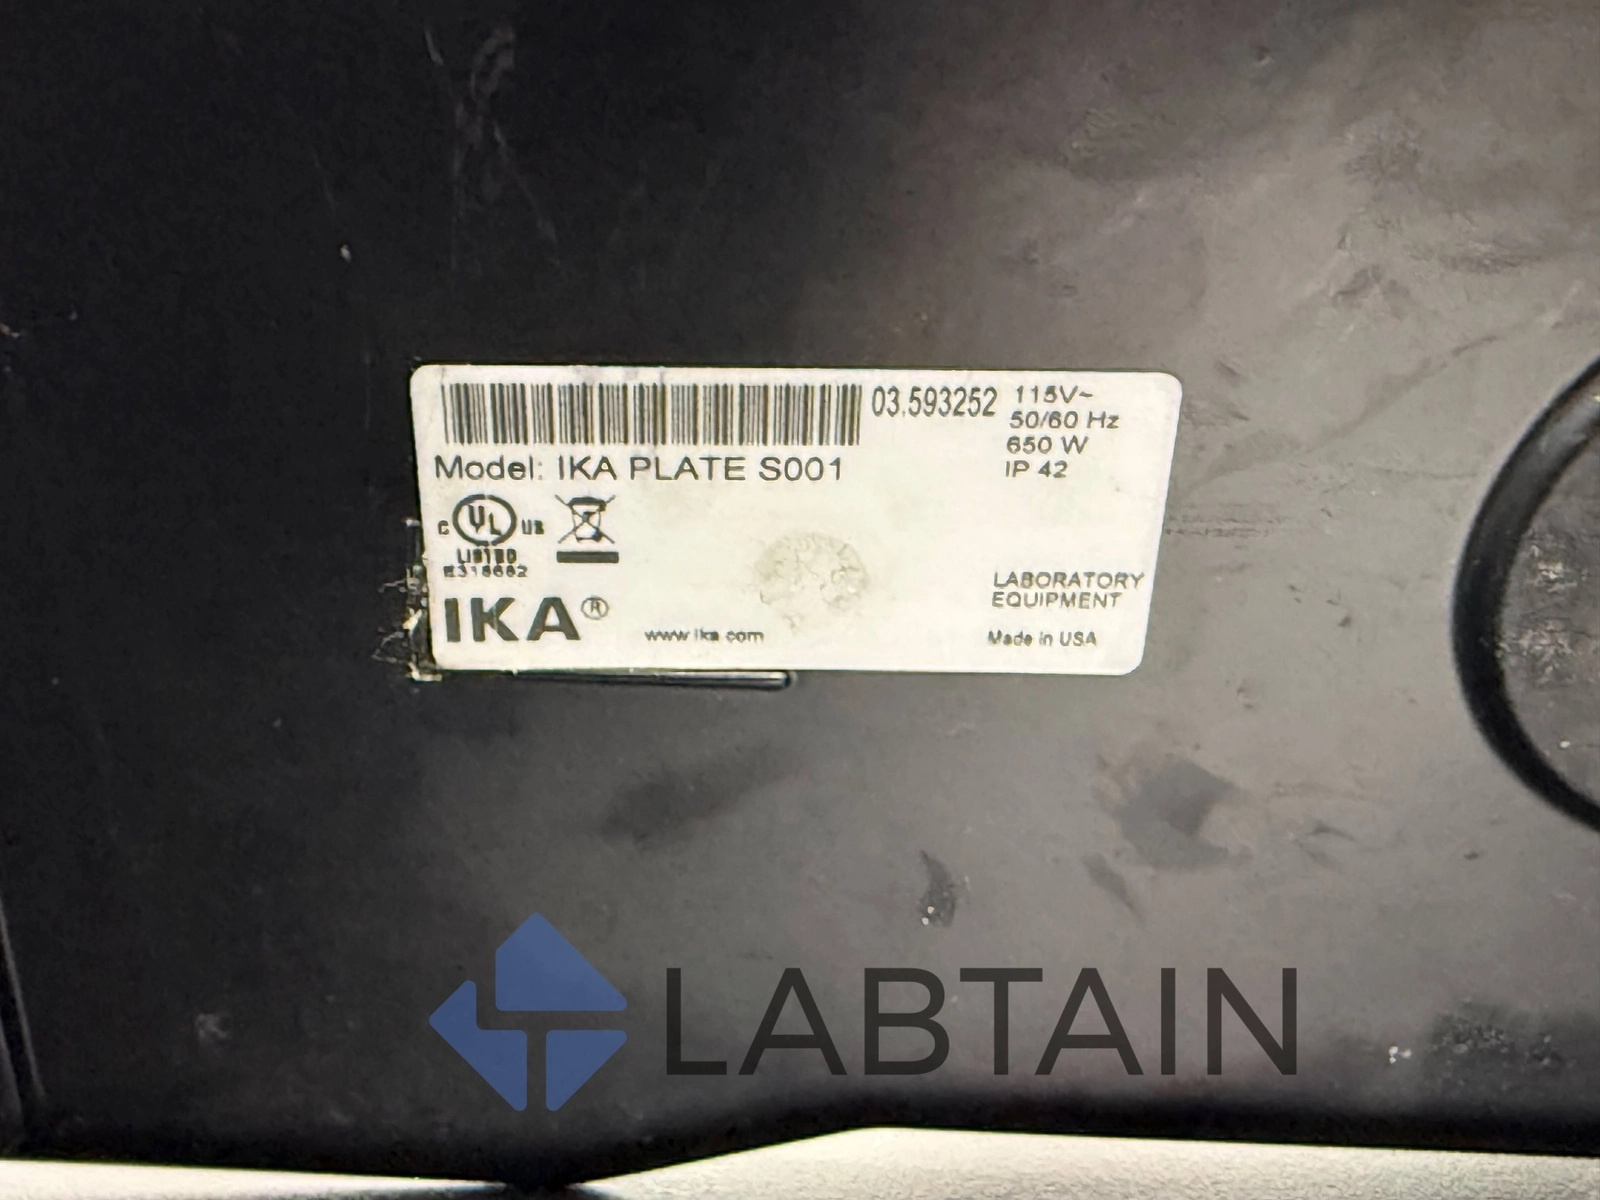 03.593252
115V~
50/60 Hz
650 W
IP 42
Model: IKA PLATE S001
C UL US
LISTED
E318682
IKA®
www.ika.com
LABORATORY
EQUIPMENT
Made in USA
LABTAIN